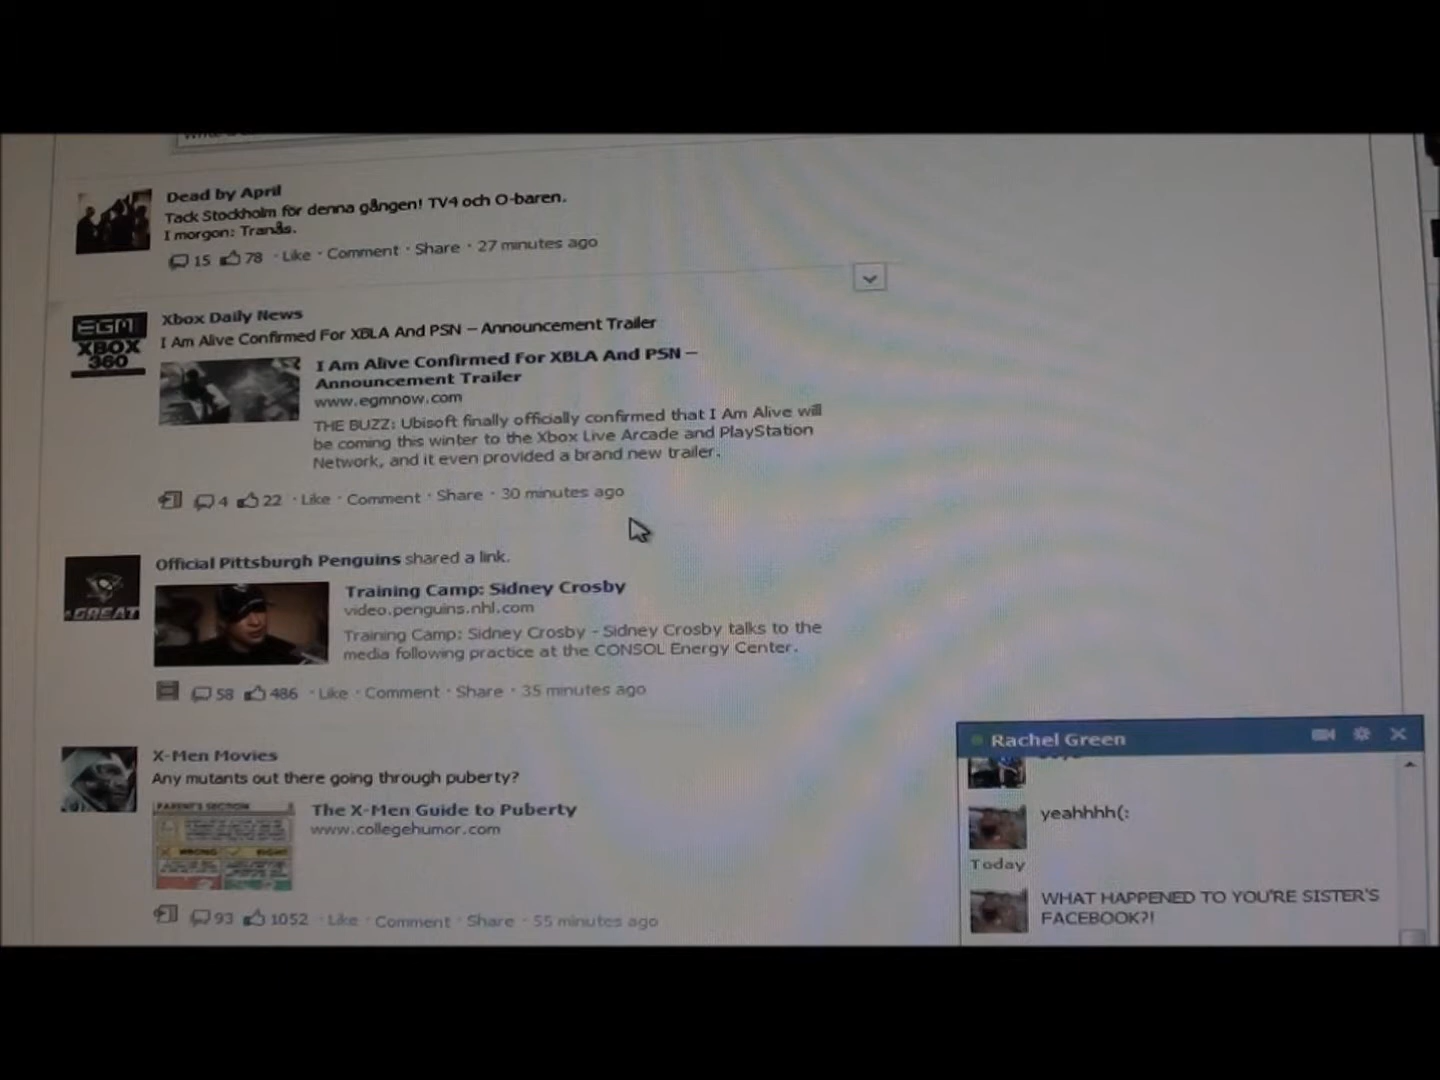 Dead by April
Tack Stockholm för denna gången! TV4 och O-baren.
I morgon: Tranås.
15 78 · Like · Comment · Share · 27 minutes ago
EGM
XBOX
360
Xbox Daily News
I Am Alive Confirmed For XBLA And PSN – Announcement Trailer
I Am Alive Confirmed For XBLA And PSN –
Announcement Trailer
www.egmnow.com
THE BUZZ: Ubisoft finally officially confirmed that I Am Alive will
be coming this winter to the Xbox Live Arcade and PlayStation
Network, and it even provided a brand new trailer.
4 22 · Like · Comment · Share · 30 minutes ago
GREAT
Official Pittsburgh Penguins shared a link.
Training Camp: Sidney Crosby
video.penguins.nhl.com
Training Camp: Sidney Crosby - Sidney Crosby talks to the
media following practice at the CONSOL Energy Center.
58 486 · Like · Comment · Share · 35 minutes ago
X-Men Movies
Any mutants out there going through puberty?
PARENT'S SECTION
WRONG RIGHT
The X-Men Guide to Puberty
www.collegehumor.com
93 1052 · Like · Comment · Share · 55 minutes ago
Rachel Green
yeahhhh(:
Today
WHAT HAPPENED TO YOU'RE SISTER'S
FACEBOOK?!